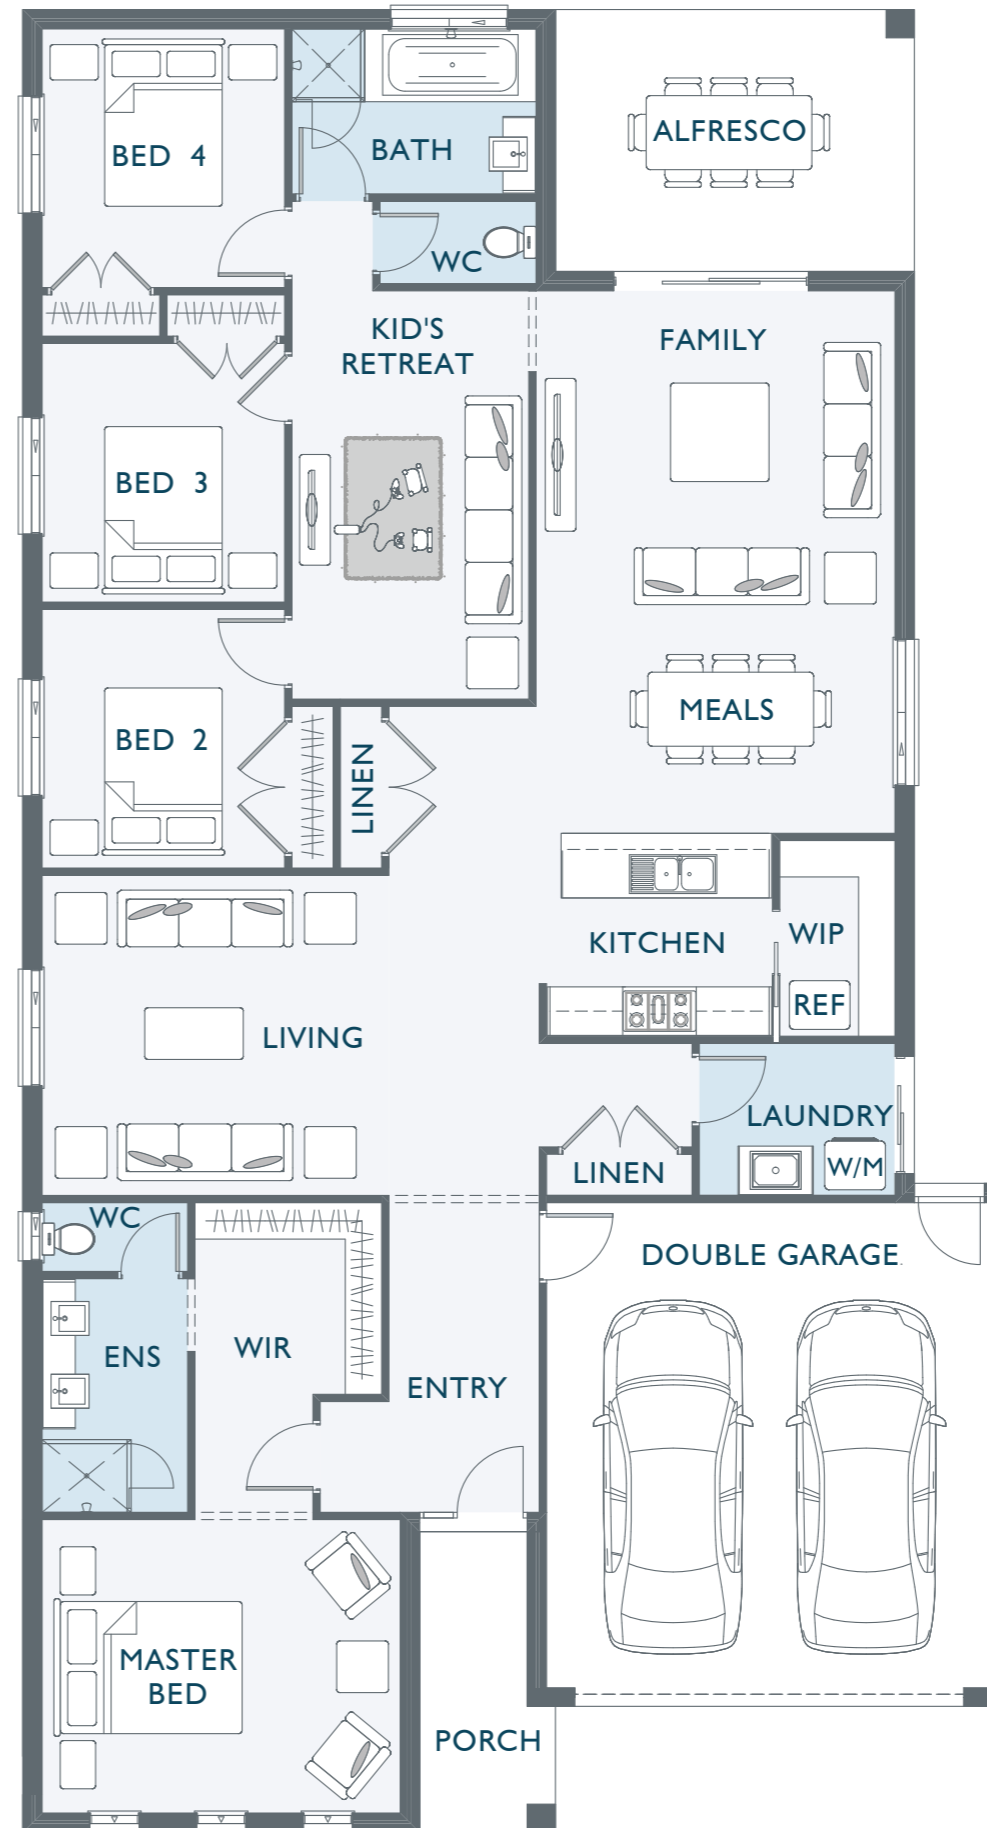 BED 4
BATH
ALFRESCO
WC
KID'S
RETREAT
FAMILY
BED 3
BED 2
LINEN
MEALS
KITCHEN
WIP
REF
LIVING
LAUNDRY
W/M
LINEN
WC
DOUBLE GARAGE
ENS
WIR
ENTRY
MASTER
BED
PORCH